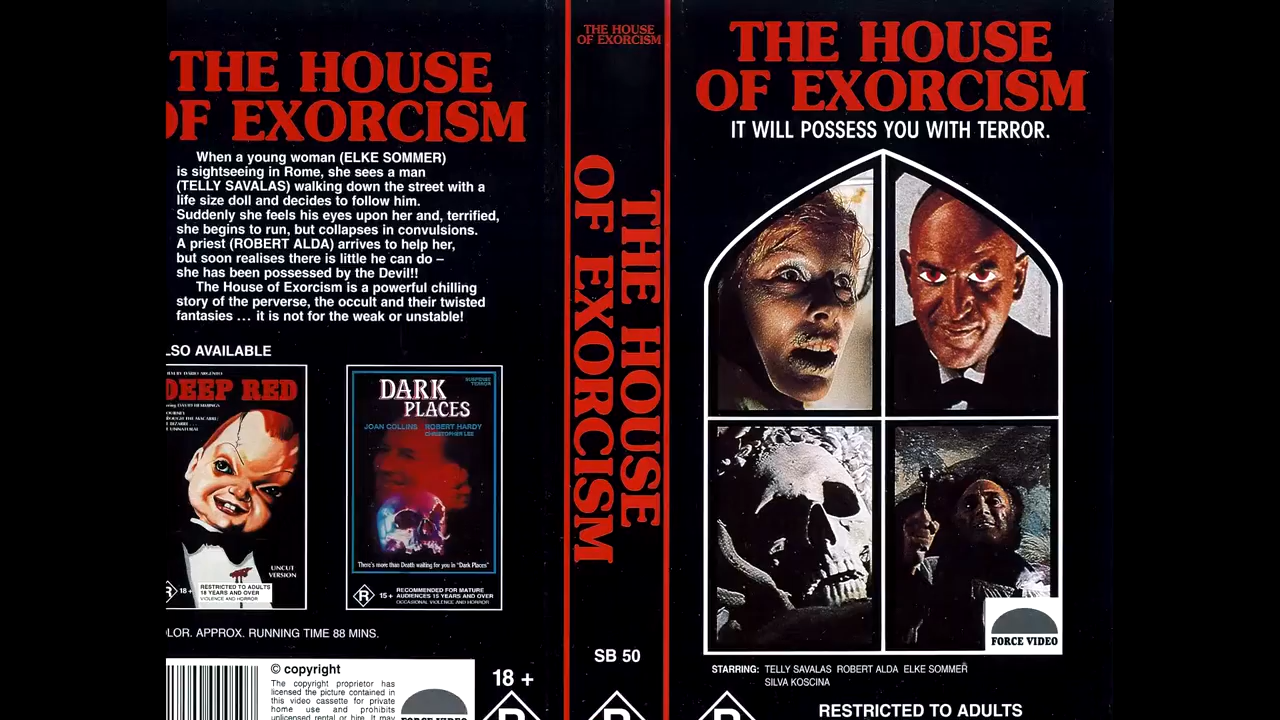 THE HOUSE
OF EXORCISM
When a young woman (ELKE SOMMER)
is sightseeing in Rome, she sees a man
(TELLY SAVALAS) walking down the street with a
life size doll and decides to follow him.
Suddenly she feels his eyes upon her and, terrified,
she begins to run, but collapses in convulsions.
A priest (ROBERT ALDA) arrives to help her,
but soon realises there is little he can do –
she has been possessed by the Devil!!
The House of Exorcism is a powerful chilling
story of the perverse, the occult and their twisted
fantasies ... it is not for the weak or unstable!
LSO AVAILABLE
DEEP RED
UNCUT
VERSION
R 18+
RESTRICTED TO ADULTS
18 YEARS AND OVER
VIOLENCE AND HORROR
SUSPENSE
TERROR
DARK
PLACES
JOAN COLLINS ROBERT HARDY
CHRISTOPHER LEE
There's more than Death waiting for you in "Dark Places"
R 15+
RECOMMENDED FOR MATURE
AUDIENCES 15 YEARS AND OVER
OCCASIONAL VIOLENCE AND HORROR
LOR. APPROX. RUNNING TIME 88 MINS.
© copyright
The copyright proprietor has
licensed the picture contained in
this video cassette for private
home use and prohibits
unlicensed rental or hire. It may
FORCE VIDEO
18 +
R
THE HOUSE
OF EXORCISM
THE HOUSE
OF EXORCISM
SB 50
R
THE HOUSE
OF EXORCISM
IT WILL POSSESS YOU WITH TERROR.
FORCE VIDEO
STARRING: TELLY SAVALAS ROBERT ALDA ELKE SOMMER
SILVA KOSCINA
R
RESTRICTED TO ADULTS